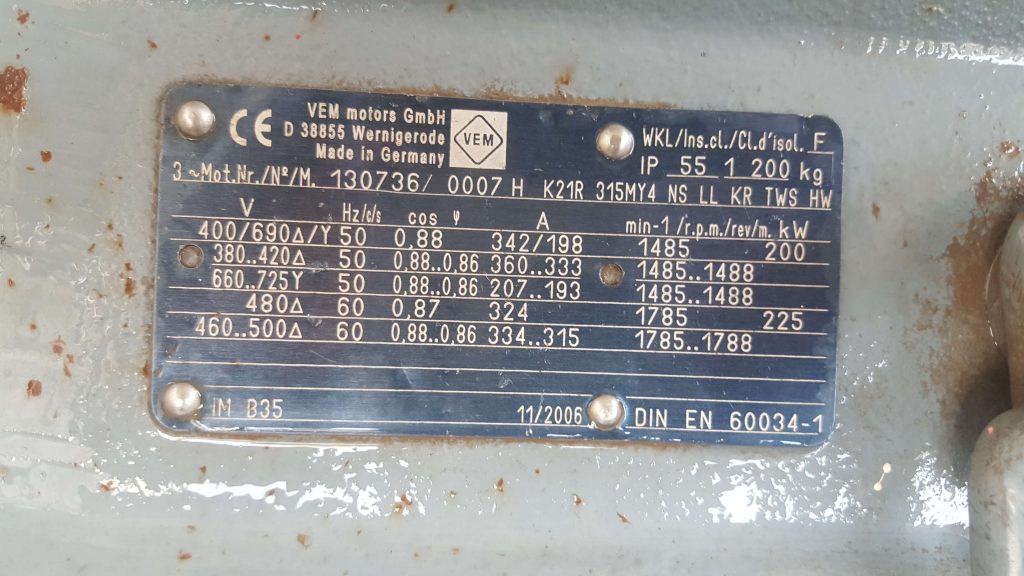 CE
VEM motors GmbH
D 38855 Wernigerode
Made in Germany
VEM
WKL/Ins.cl./Cl.d'isol. F
IP 55 1 200 kg
3~Mot.Nr./Nº/M. 130736/ 0007 H K21R 315MY4 NS LL KR TWS HW
V Hz/c/s cos φ A min-1/r.p.m./rev/m. kW
400/690Δ/Y 50 0,88 342/198 1485 200
380..420Δ 50 0,88..0,86 360..333 1485..1488
660..725Y 50 0,88..0,86 207..193 1485..1488
480Δ 60 0,87 324 1785 225
460..500Δ 60 0,88..0,86 334..315 1785..1788
IM B35 11/2006 DIN EN 60034-1